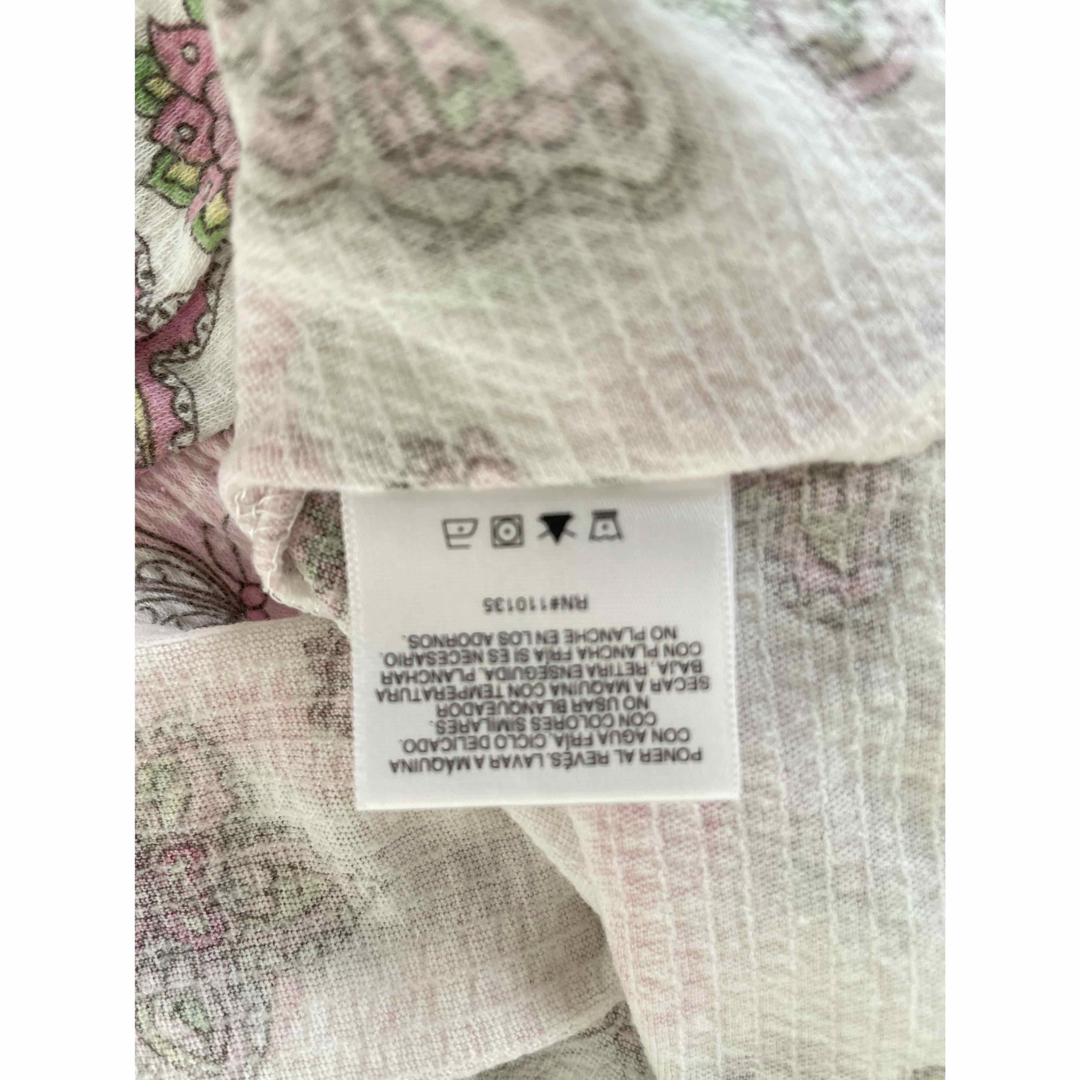 PONER AL REVÉS. LAVAR A MÁQUINA
CON AGUA FRÍA, CICLO DELICADO.
CON COLORES SIMILARES.
NO USAR BLANQUEADOR
SECAR A MAQUINA CON TEMPERATURA
BAJA, RETIRA ENSEGUIDA. PLANCHAR
CON PLANCHA FRÍA SI ES NECESARIO.
NO PLANCHE EN LOS ADORNOS.
RN#110135